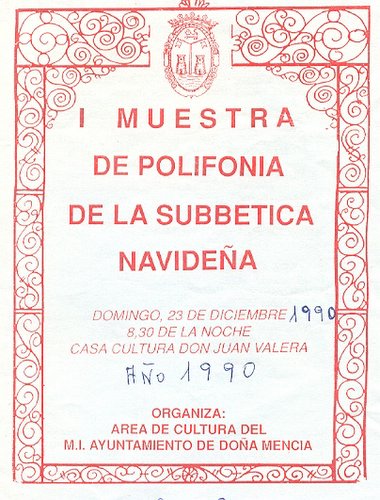 I MUESTRA
DE POLIFONIA
DE LA SUBBETICA
NAVIDEÑA
DOMINGO, 23 DE DICIEMBRE 1990
8,30 DE LA NOCHE
CASA CULTURA DON JUAN VALERA
AÑO 1990
ORGANIZA:
AREA DE CULTURA DEL
M.I. AYUNTAMIENTO DE DOÑA MENCIA